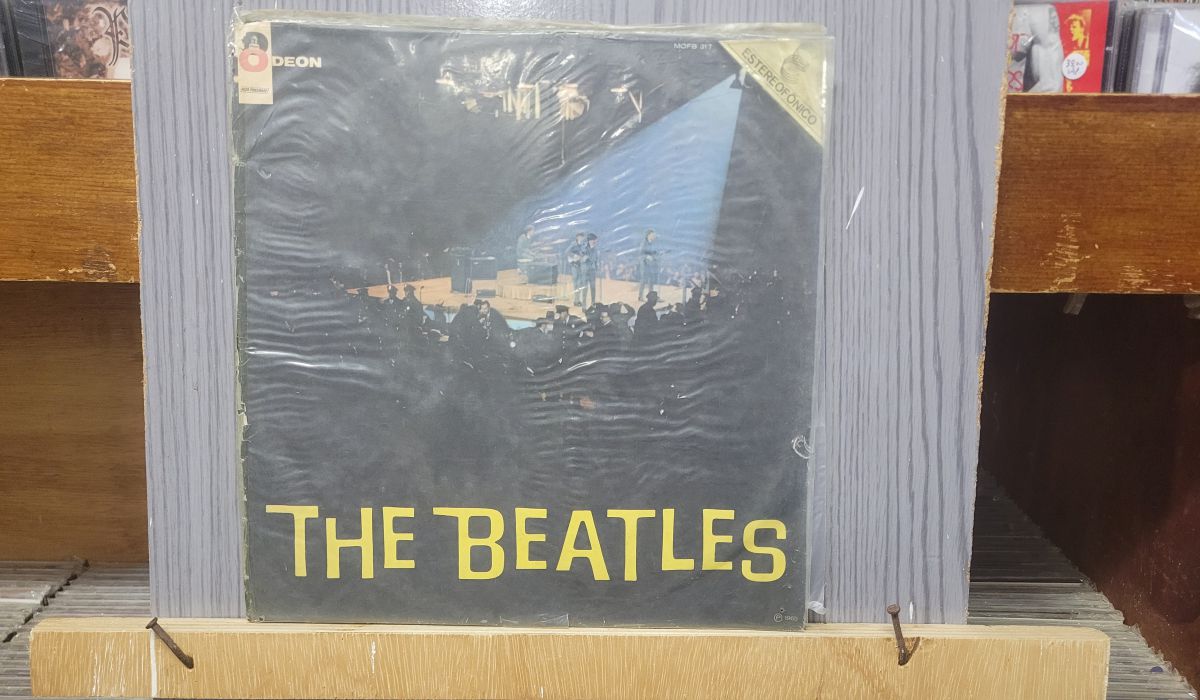 ODEON
MOFB 317
ESTEREOFÔNICO
THE BEATLES